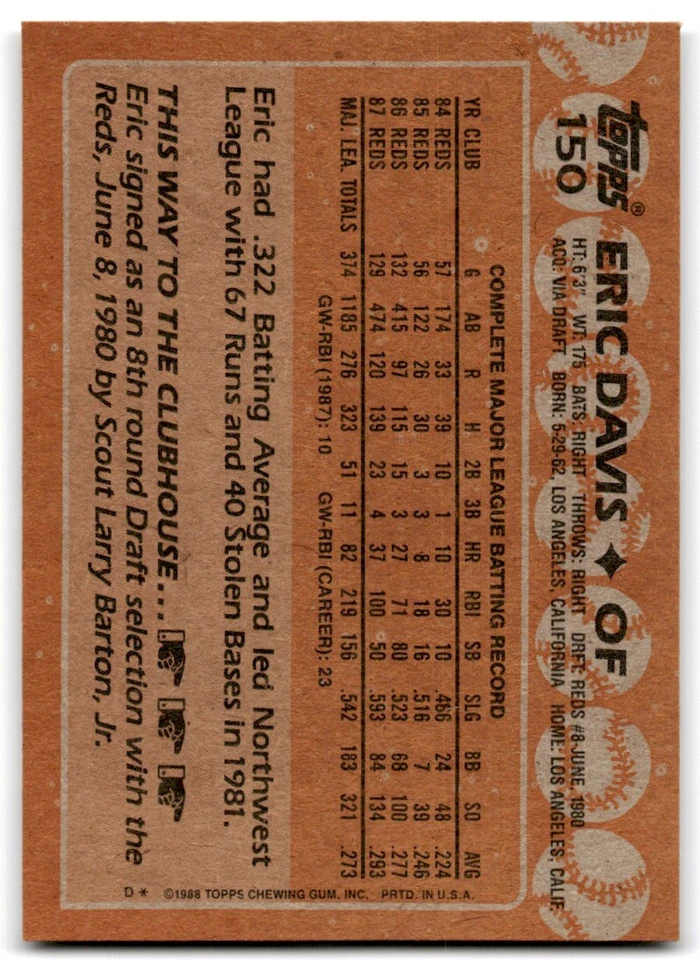 topps®
150
ERIC DAVIS ✦ OF
HT: 6'3" WT: 175 BATS: RIGHT THROWS: RIGHT DRFT: REDS #8-JUNE, 1980
ACQ: VIA DRAFT BORN: 5-29-62, LOS ANGELES, CALIFORNIA HOME: LOS ANGELES, CALIF.
COMPLETE MAJOR LEAGUE BATTING RECORD
YR CLUB G AB R H 2B 3B HR RBI SB SLG BB SO AVG
84 REDS 57 174 33 39 10 1 10 30 10 .466 24 48 .224
85 REDS 56 122 26 30 3 3 8 18 16 .516 7 39 .246
86 REDS 132 415 97 115 15 3 27 71 80 .523 68 100 .277
87 REDS 129 474 120 139 23 4 37 100 50 .593 84 134 .293
MAJ. LEA. TOTALS 374 1185 276 323 51 11 82 219 156 .542 183 321 .273
GW-RBI (1987): 10 GW-RBI (CAREER): 23
Eric had .322 Batting Average and led Northwest
League with 67 Runs and 40 Stolen Bases in 1981.
THIS WAY TO THE CLUBHOUSE...
Eric signed as an 8th round Draft selection with the
Reds, June 8, 1980 by Scout Larry Barton, Jr.
D* ©1988 TOPPS CHEWING GUM, INC. PRTD. IN U.S.A.